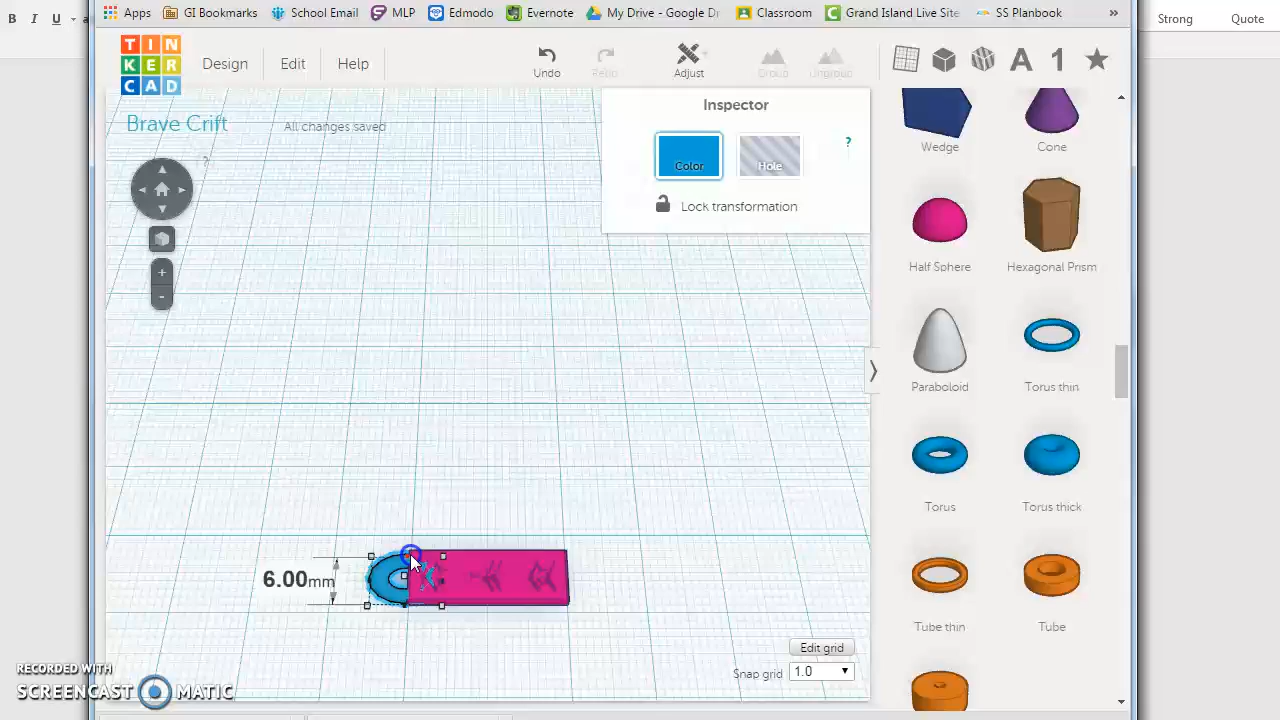 Apps GI Bookmarks School Email MLP Edmodo Evernote My Drive - Google Dr Classroom Grand Island Live Site SS Planbook »
B I U Strong Quote
TIN
KER
CAD
Design Edit Help Undo Redo Adjust Group Ungroup A 1
Brave Crift All changes saved
?
Inspector
Color Hole ?
Lock transformation
+
-
6.00mm
Edit grid
Snap grid 1.0
Wedge Cone
Half Sphere Hexagonal Prism
Paraboloid Torus thin
Torus Torus thick
Tube thin Tube
RECORDED WITH
SCREENCAST MATIC